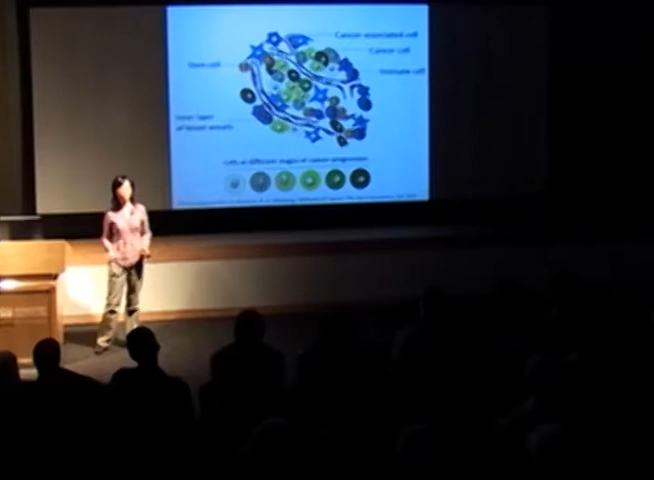 Cancer-associated cell
Cancer cell
Stem cell
Immune cell
Inner layer
of blood vessels
Cells at different stages of cancer progression